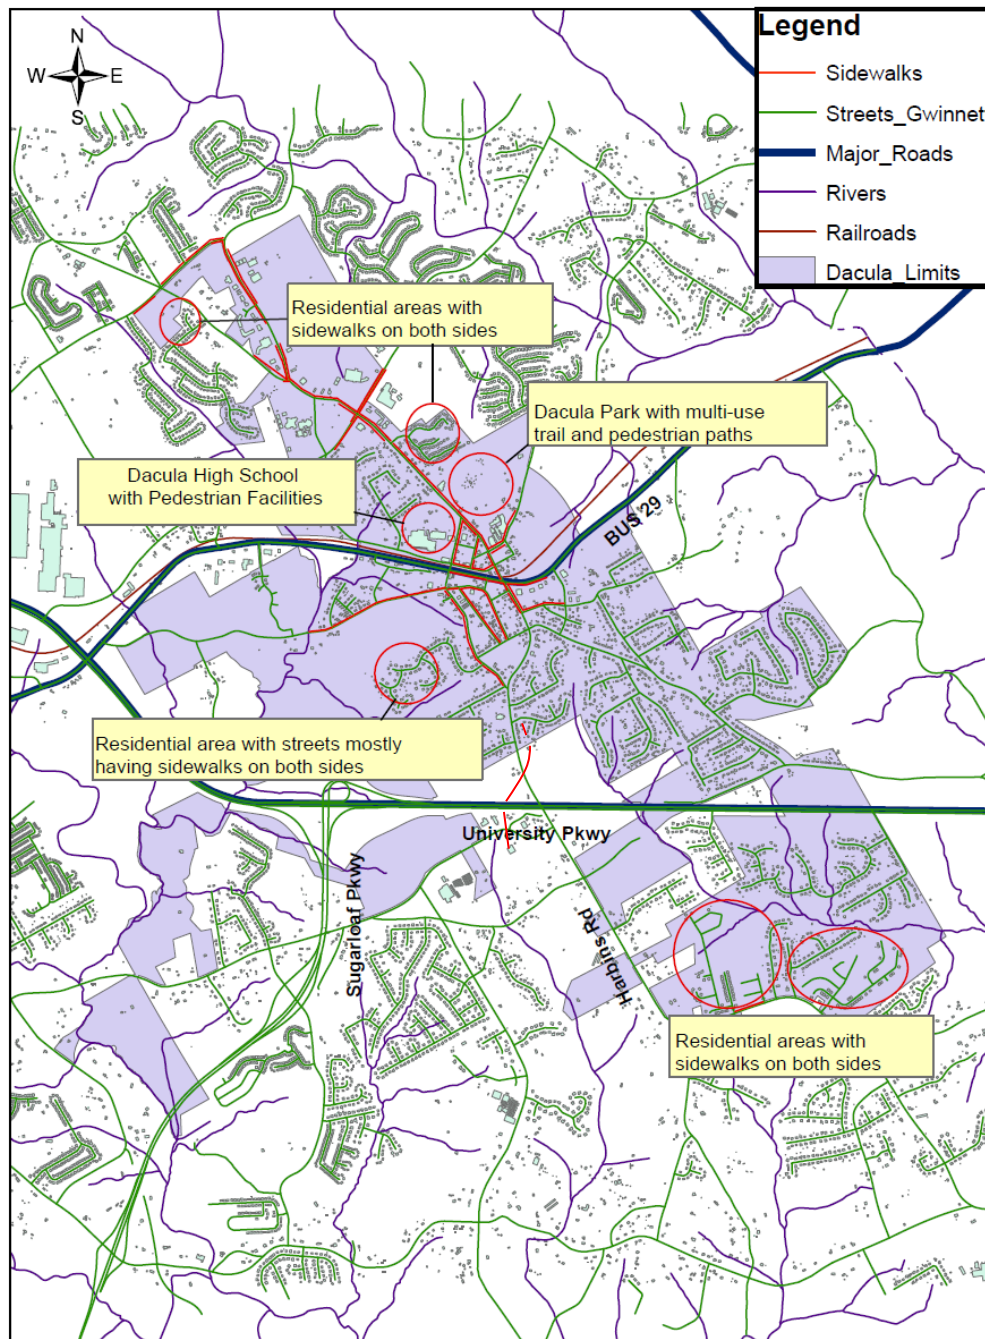 Legend
N
W E
S
Sidewalks
Streets_Gwinnet
Major_Roads
Rivers
Railroads
Dacula_Limits
Residential areas with
sidewalks on both sides
Dacula Park with multi-use
trail and pedestrian paths
Dacula High School
with Pedestrian Facilities
BUS 29
Residential area with streets mostly
having sidewalks on both sides
University Pkwy
Sugarloaf Pkwy
Harbins Rd
Residential areas with
sidewalks on both sides